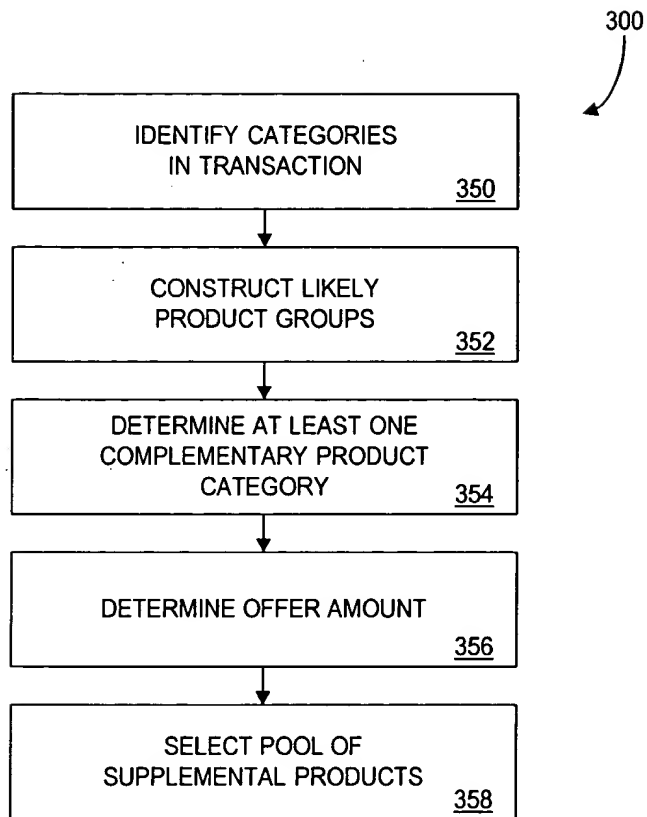 300
IDENTIFY CATEGORIES
IN TRANSACTION
350
CONSTRUCT LIKELY
PRODUCT GROUPS
352
DETERMINE AT LEAST ONE
COMPLEMENTARY PRODUCT
CATEGORY
354
DETERMINE OFFER AMOUNT
356
SELECT POOL OF
SUPPLEMENTAL PRODUCTS
358